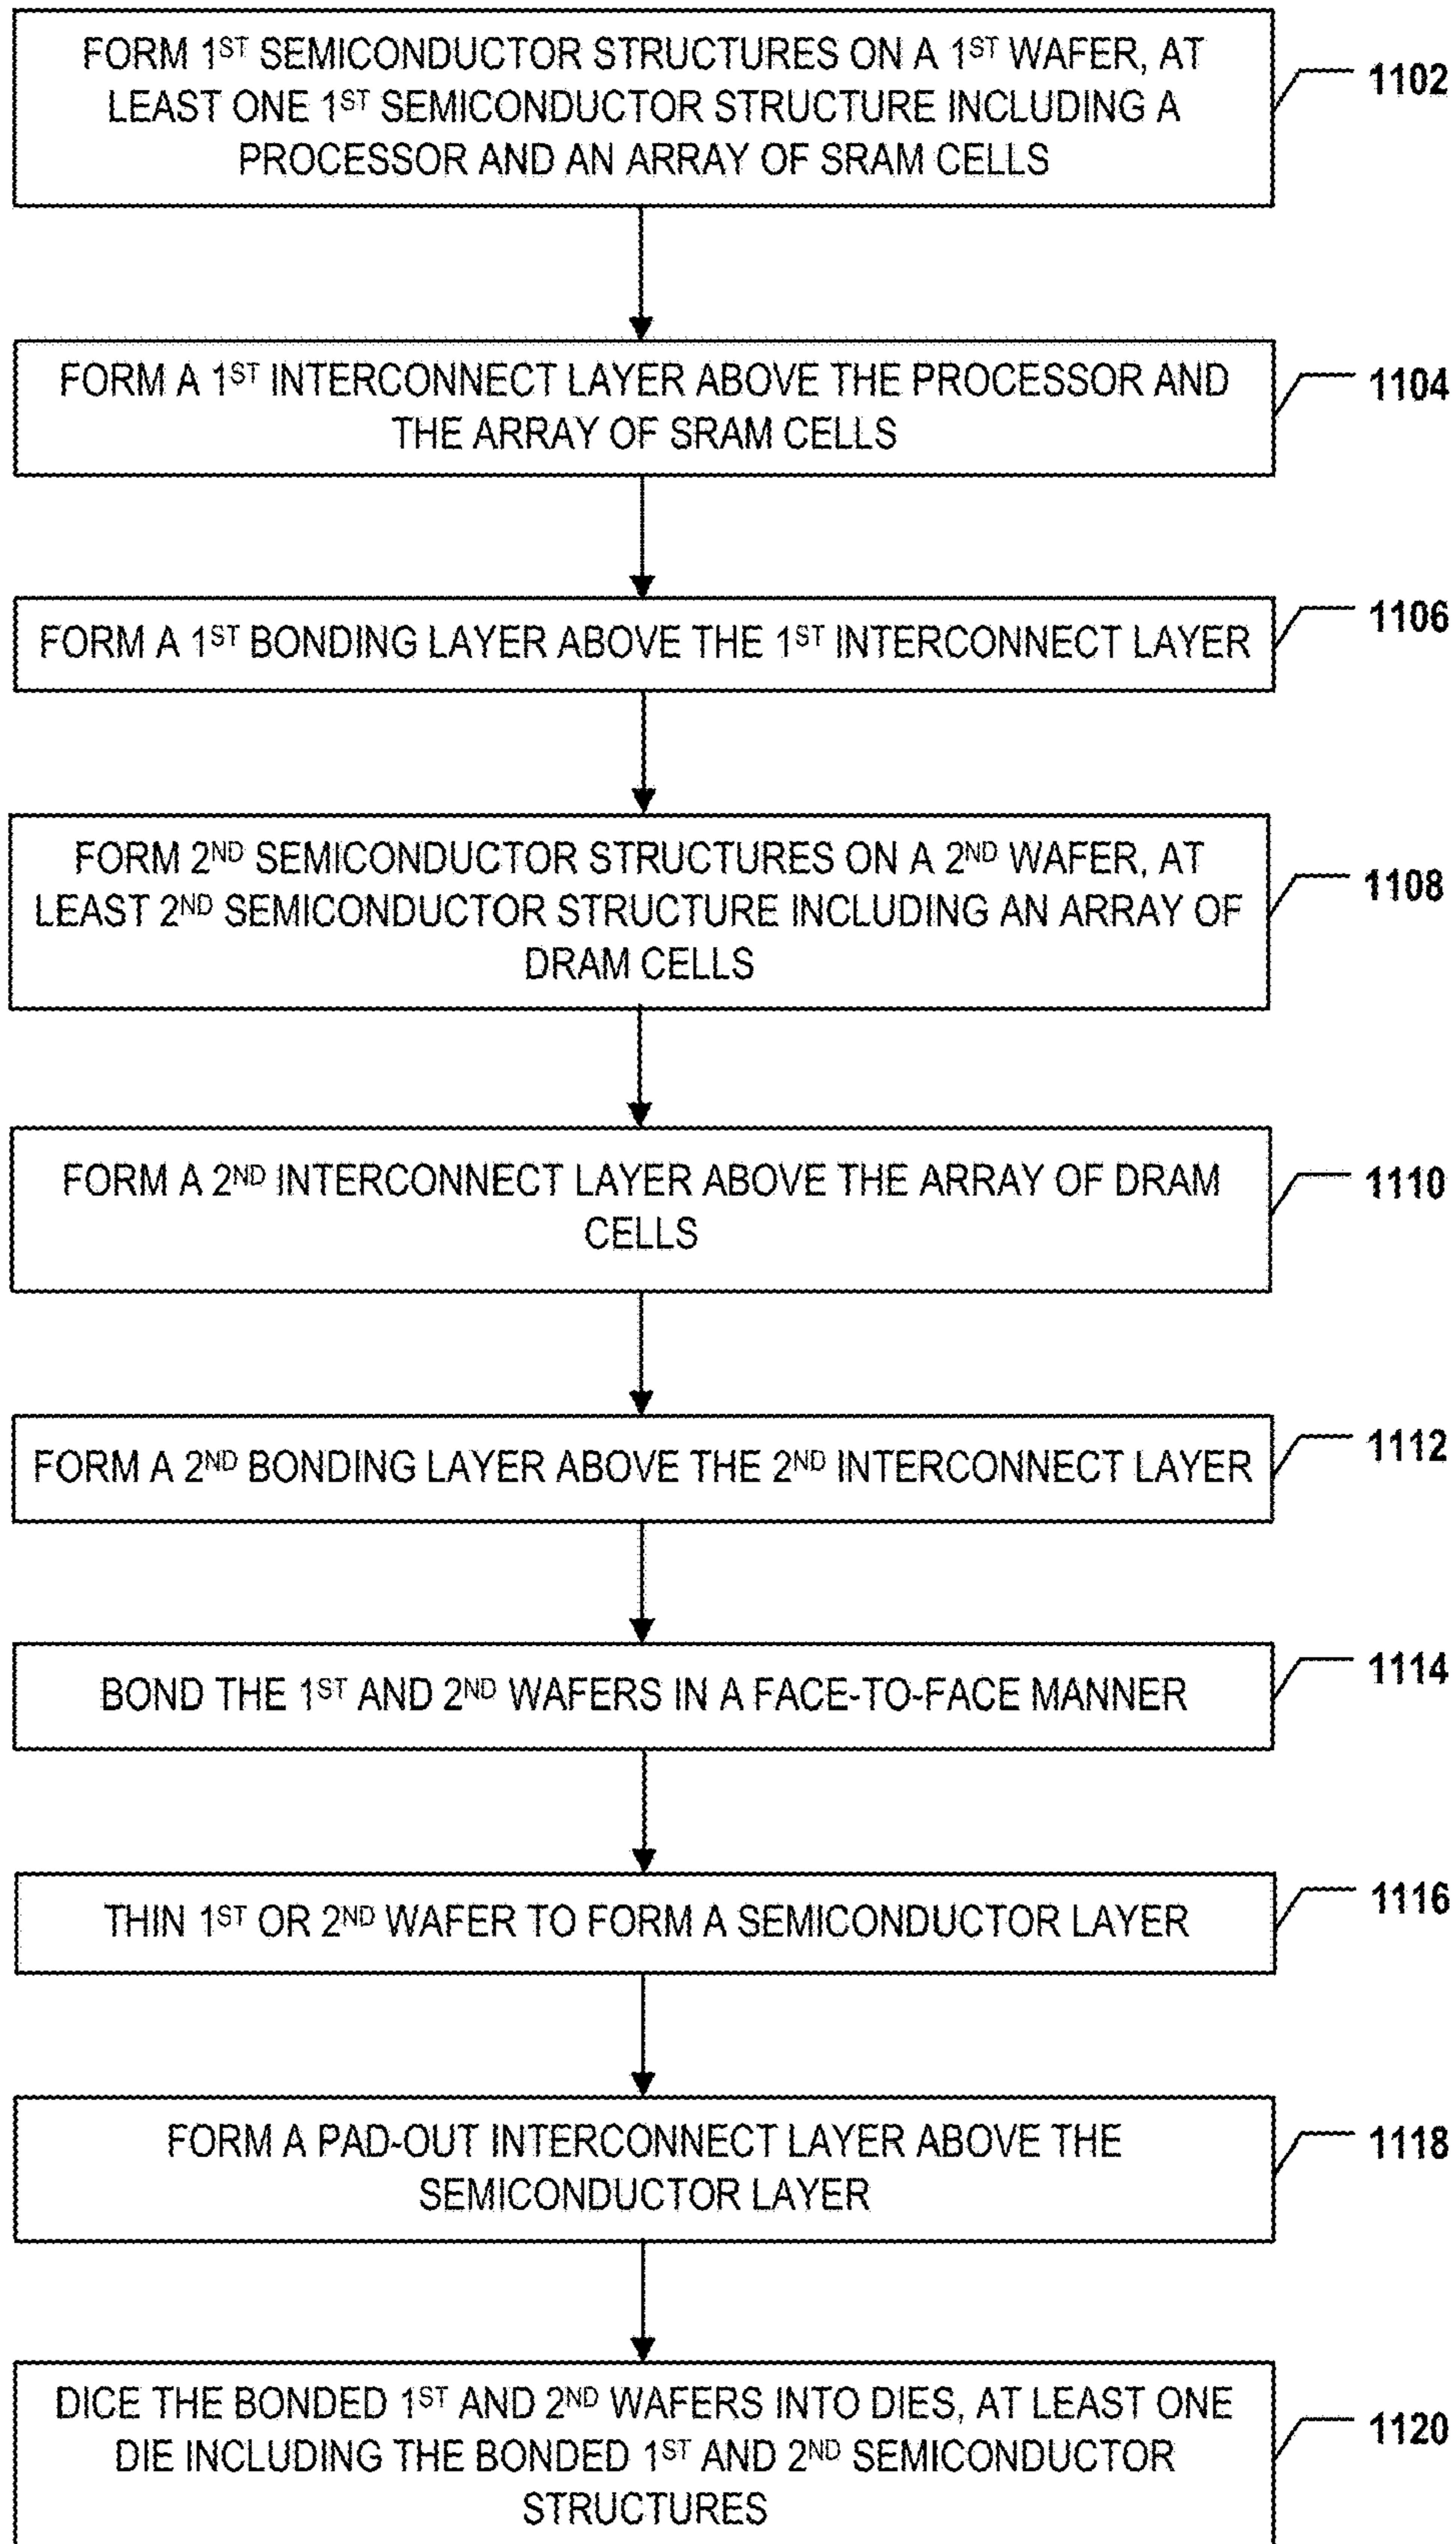 FORM 1ST SEMICONDUCTOR STRUCTURES ON A 1ST WAFER, AT
LEAST ONE 1ST SEMICONDUCTOR STRUCTURE INCLUDING A
PROCESSOR AND AN ARRAY OF SRAM CELLS
1102
FORM A 1ST INTERCONNECT LAYER ABOVE THE PROCESSOR AND
THE ARRAY OF SRAM CELLS
1104
FORM A 1ST BONDING LAYER ABOVE THE 1ST INTERCONNECT LAYER
1106
FORM 2ND SEMICONDUCTOR STRUCTURES ON A 2ND WAFER, AT
LEAST 2ND SEMICONDUCTOR STRUCTURE INCLUDING AN ARRAY OF
DRAM CELLS
1108
FORM A 2ND INTERCONNECT LAYER ABOVE THE ARRAY OF DRAM
CELLS
1110
FORM A 2ND BONDING LAYER ABOVE THE 2ND INTERCONNECT LAYER
1112
BOND THE 1ST AND 2ND WAFERS IN A FACE-TO-FACE MANNER
1114
THIN 1ST OR 2ND WAFER TO FORM A SEMICONDUCTOR LAYER
1116
FORM A PAD-OUT INTERCONNECT LAYER ABOVE THE
SEMICONDUCTOR LAYER
1118
DICE THE BONDED 1ST AND 2ND WAFERS INTO DIES, AT LEAST ONE
DIE INCLUDING THE BONDED 1ST AND 2ND SEMICONDUCTOR
STRUCTURES
1120